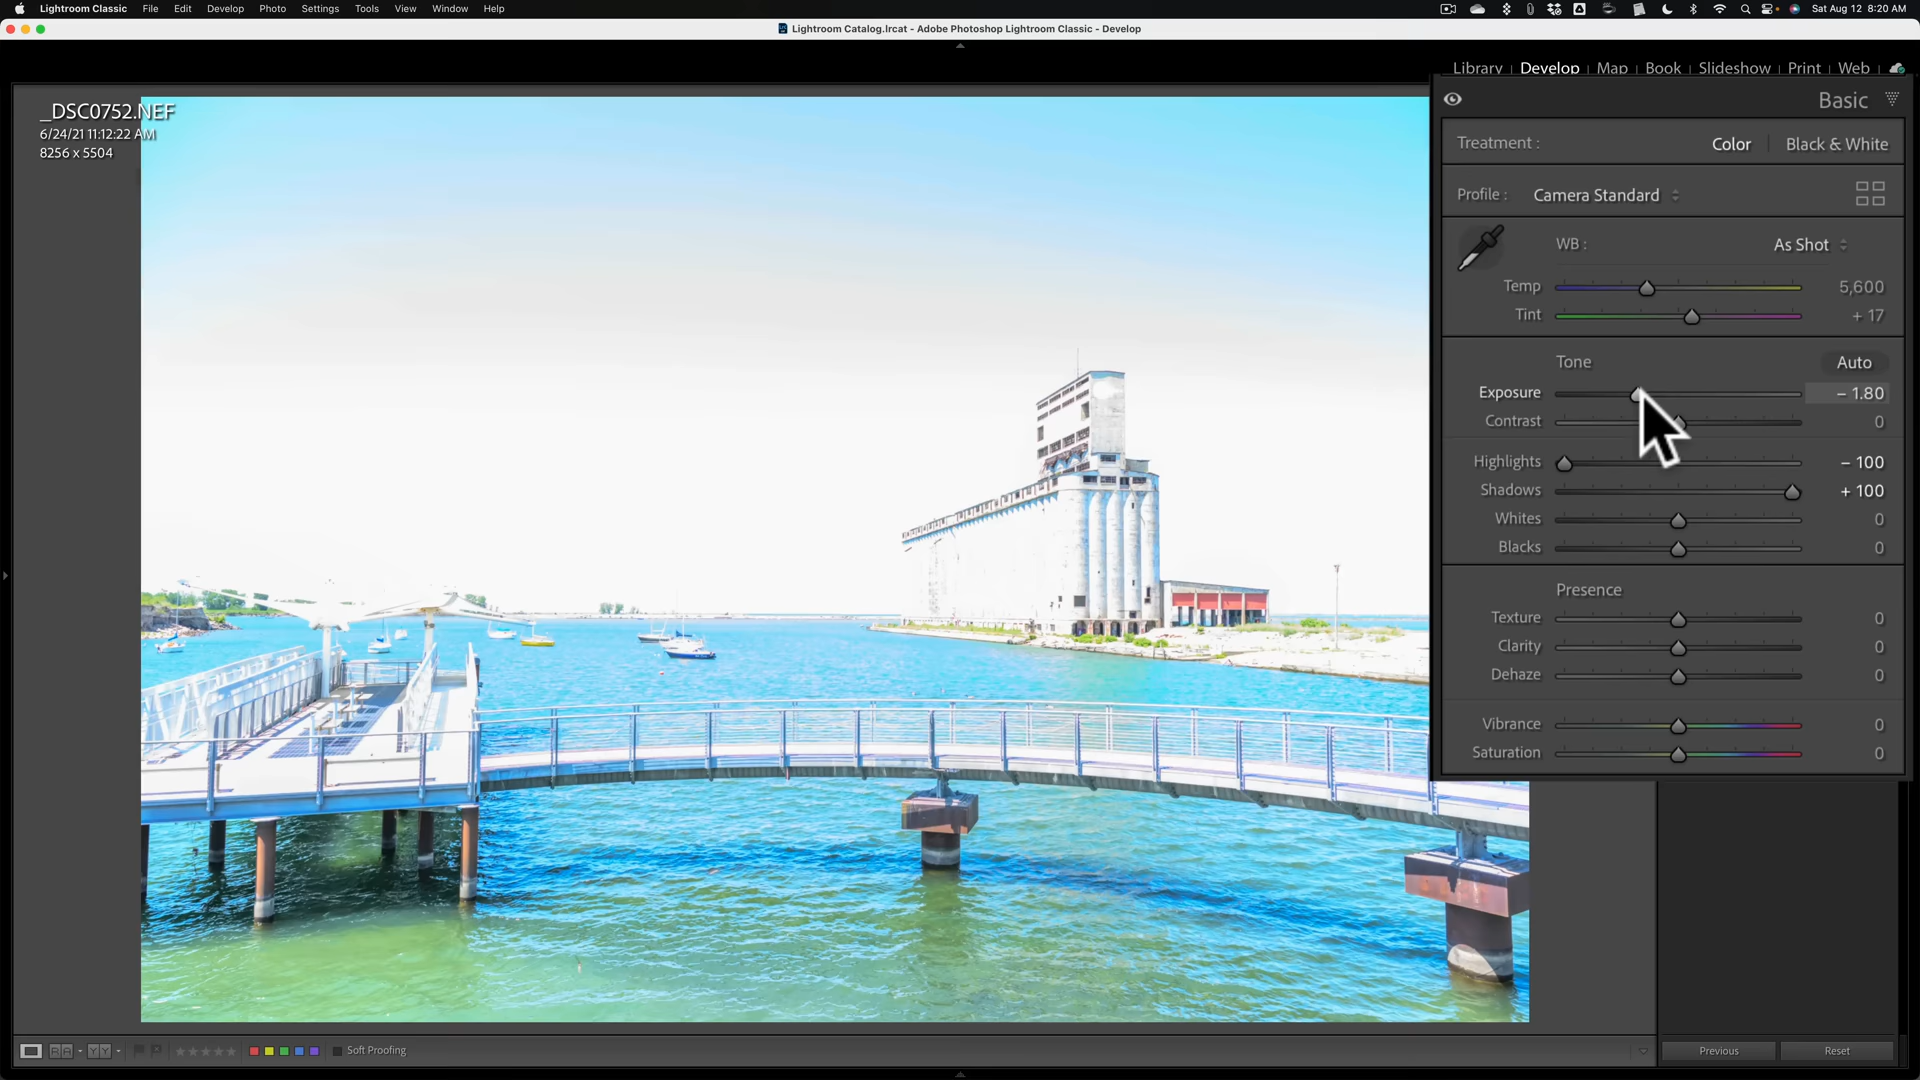 Lightroom Classic File Edit Develop Photo Settings Tools View Window Help Sat Aug 12 8:20 AM
Lightroom Catalog.lrcat - Adobe Photoshop Lightroom Classic - Develop
Library | Develop | Map | Book | Slideshow | Print | Web
_DSC0752.NEF
6/24/21 11:12:22 AM
8256 x 5504
Basic
Treatment : Color | Black & White
Profile : Camera Standard
WB : As Shot
Temp 5,600
Tint + 17
Tone Auto
Exposure − 1.80
Contrast 0
Highlights − 100
Shadows + 100
Whites 0
Blacks 0
Presence
Texture 0
Clarity 0
Dehaze 0
Vibrance 0
Saturation 0
RA YY Soft Proofing Previous Reset